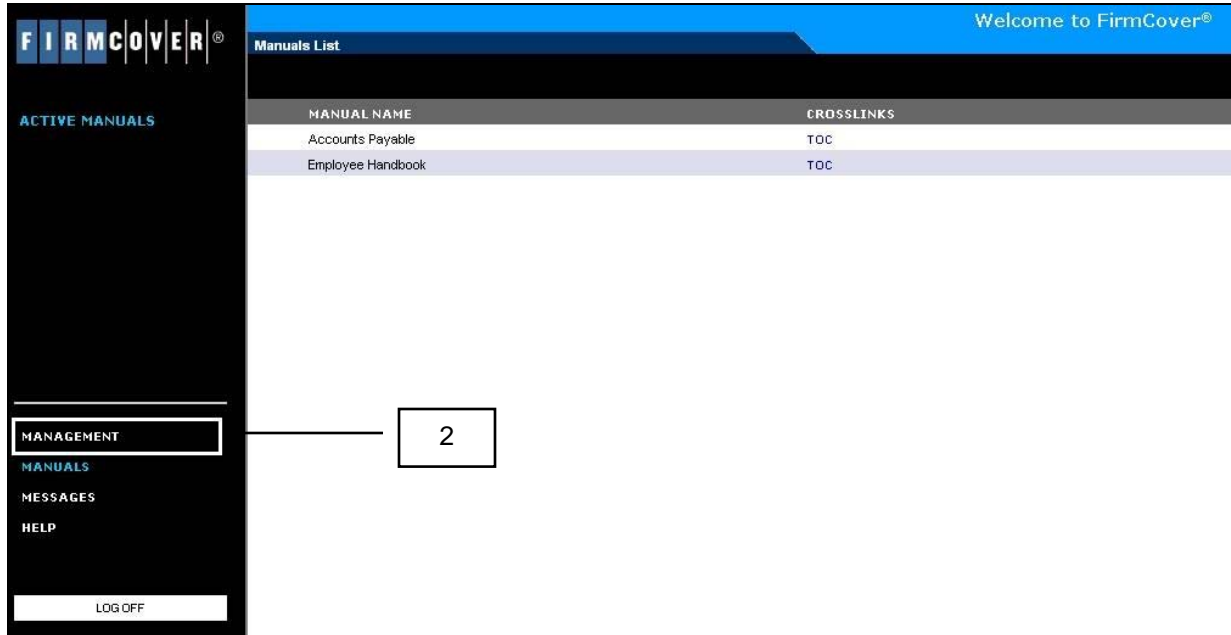 FIRMCOVER®
Welcome to FirmCover®
Manuals List
ACTIVE MANUALS
MANUAL NAME CROSSLINKS
Accounts Payable TOC
Employee Handbook TOC
MANAGEMENT
2
MANUALS
MESSAGES
HELP
LOG OFF